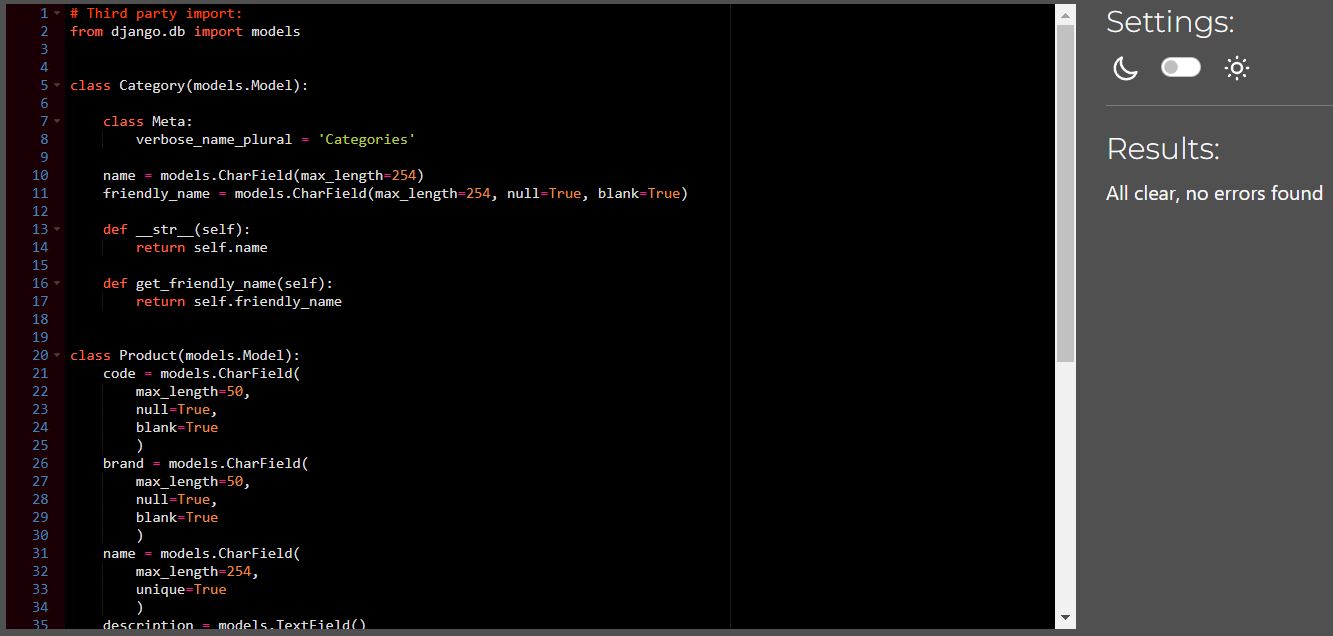 1 # Third party import:
2 from django.db import models
3
4
5 class Category(models.Model):
6
7     class Meta:
8         verbose_name_plural = 'Categories'
9
10     name = models.CharField(max_length=254)
11     friendly_name = models.CharField(max_length=254, null=True, blank=True)
12
13     def __str__(self):
14         return self.name
15
16     def get_friendly_name(self):
17         return self.friendly_name
18
19
20 class Product(models.Model):
21     code = models.CharField(
22         max_length=50,
23         null=True,
24         blank=True
25         )
26     brand = models.CharField(
27         max_length=50,
28         null=True,
29         blank=True
30         )
31     name = models.CharField(
32         max_length=254,
33         unique=True
34         )
35     description = models.TextField()
Settings:
Results:
All clear, no errors found